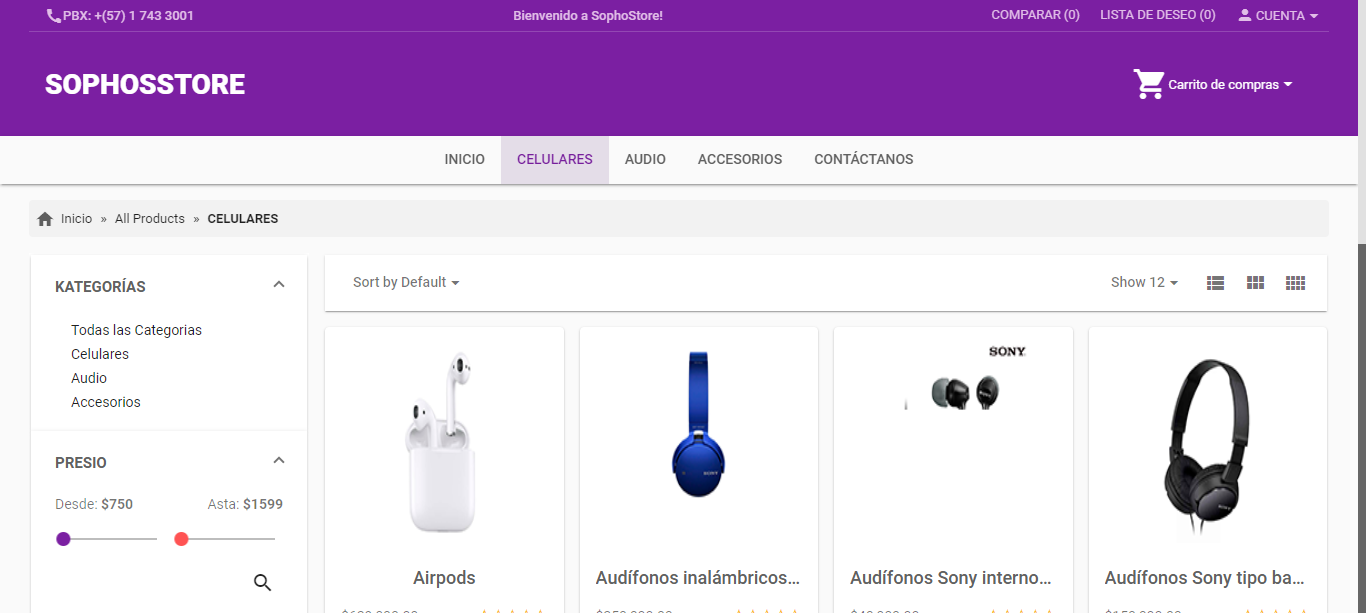 PBX: +(57) 1 743 3001
Bienvenido a SophoStore!
COMPARAR (0) LISTA DE DESEO (0) CUENTA
SOPHOSSTORE
Carrito de compras
INICIO CELULARES AUDIO ACCESORIOS CONTÁCTANOS
Inicio » All Products » CELULARES
KATEGORÍAS
Todas las Categorias
Celulares
Audio
Accesorios
PRESIO
Desde: $750 Asta: $1599
Sort by Default
Show 12
SONY
Airpods
Audífonos inalámbricos...
Audífonos Sony interno...
Audífonos Sony tipo ba...